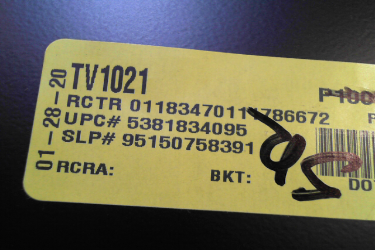 01-28-20
TV1021
RCTR 01183470111786672
UPC# 5381834095
SLP# 95150758391
RCRA:
BKT: